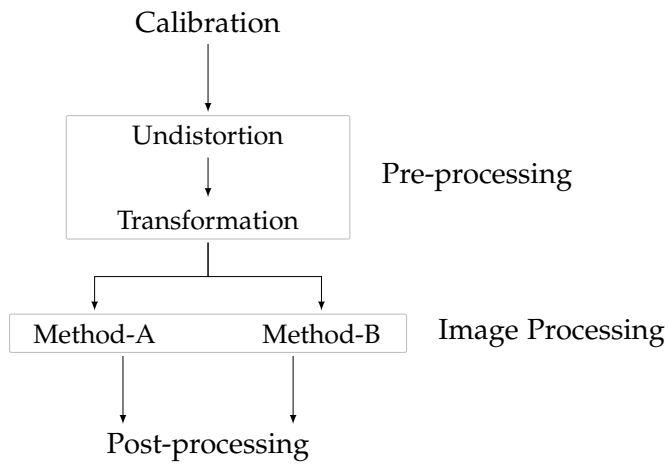 Calibration
Undistortion
Pre-processing
Transformation
Method-A Method-B
Image Processing
Post-processing